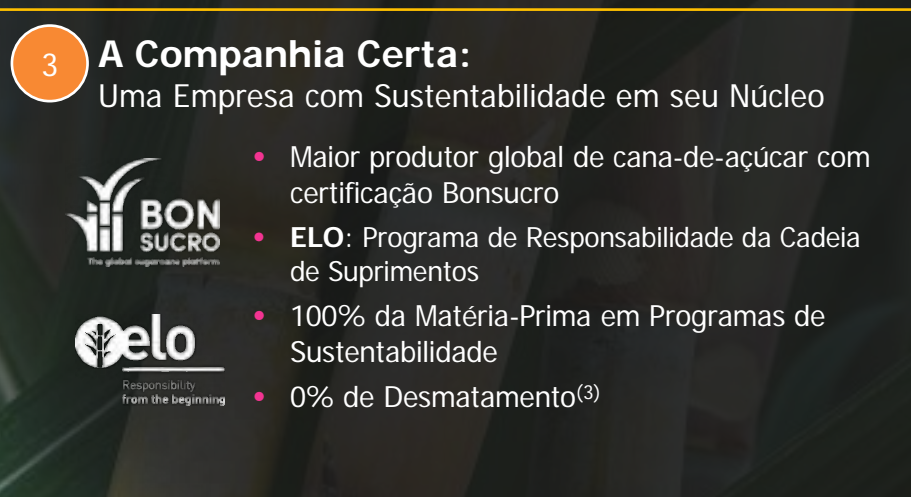 3
A Companhia Certa:
Uma Empresa com Sustentabilidade em seu Núcleo
BON
SUCRO
The global sugarcane platform
• Maior produtor global de cana-de-açúcar com
certificação Bonsucro
• ELO: Programa de Responsabilidade da Cadeia
de Suprimentos
elo
Responsibility
from the beginning
• 100% da Matéria-Prima em Programas de
Sustentabilidade
• 0% de Desmatamento(3)